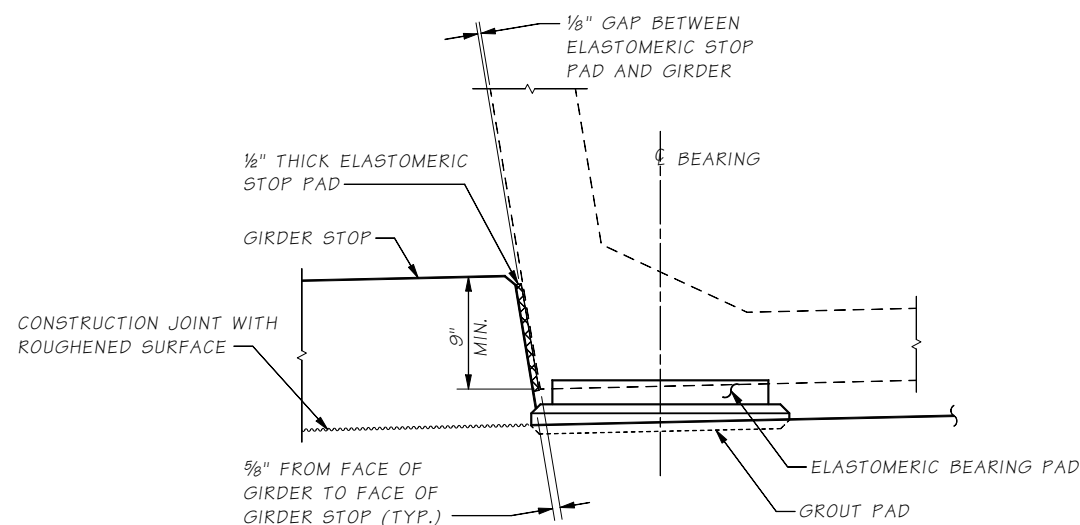 ⅛" GAP BETWEEN
ELASTOMERIC STOP
PAD AND GIRDER
℄ BEARING
½" THICK ELASTOMERIC
STOP PAD
GIRDER STOP
9"
MIN.
CONSTRUCTION JOINT WITH
ROUGHENED SURFACE
⅝" FROM FACE OF
GIRDER TO FACE OF
GIRDER STOP (TYP.)
ELASTOMERIC BEARING PAD
GROUT PAD